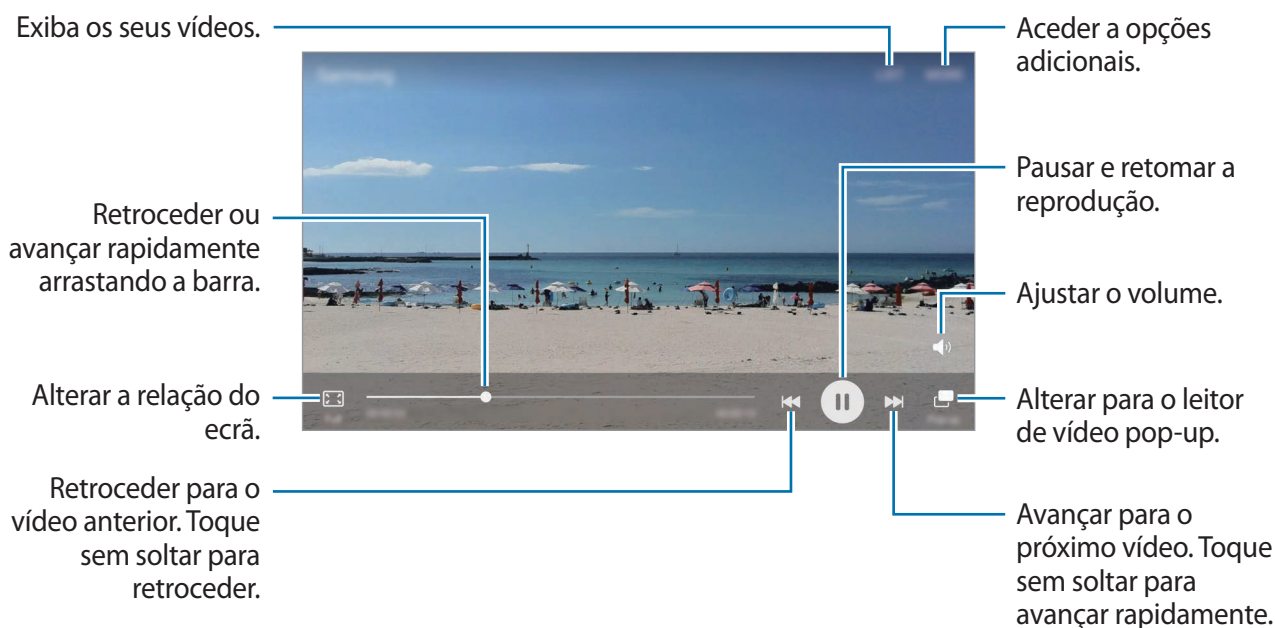 Exiba os seus vídeos.
Aceder a opções
adicionais.
Pausar e retomar a
reprodução.
Retroceder ou
avançar rapidamente
arrastando a barra.
Ajustar o volume.
Alterar a relação do
ecrã.
Alterar para o leitor
de vídeo pop-up.
Retroceder para o
vídeo anterior. Toque
sem soltar para
retroceder.
Avançar para o
próximo vídeo. Toque
sem soltar para
avançar rapidamente.